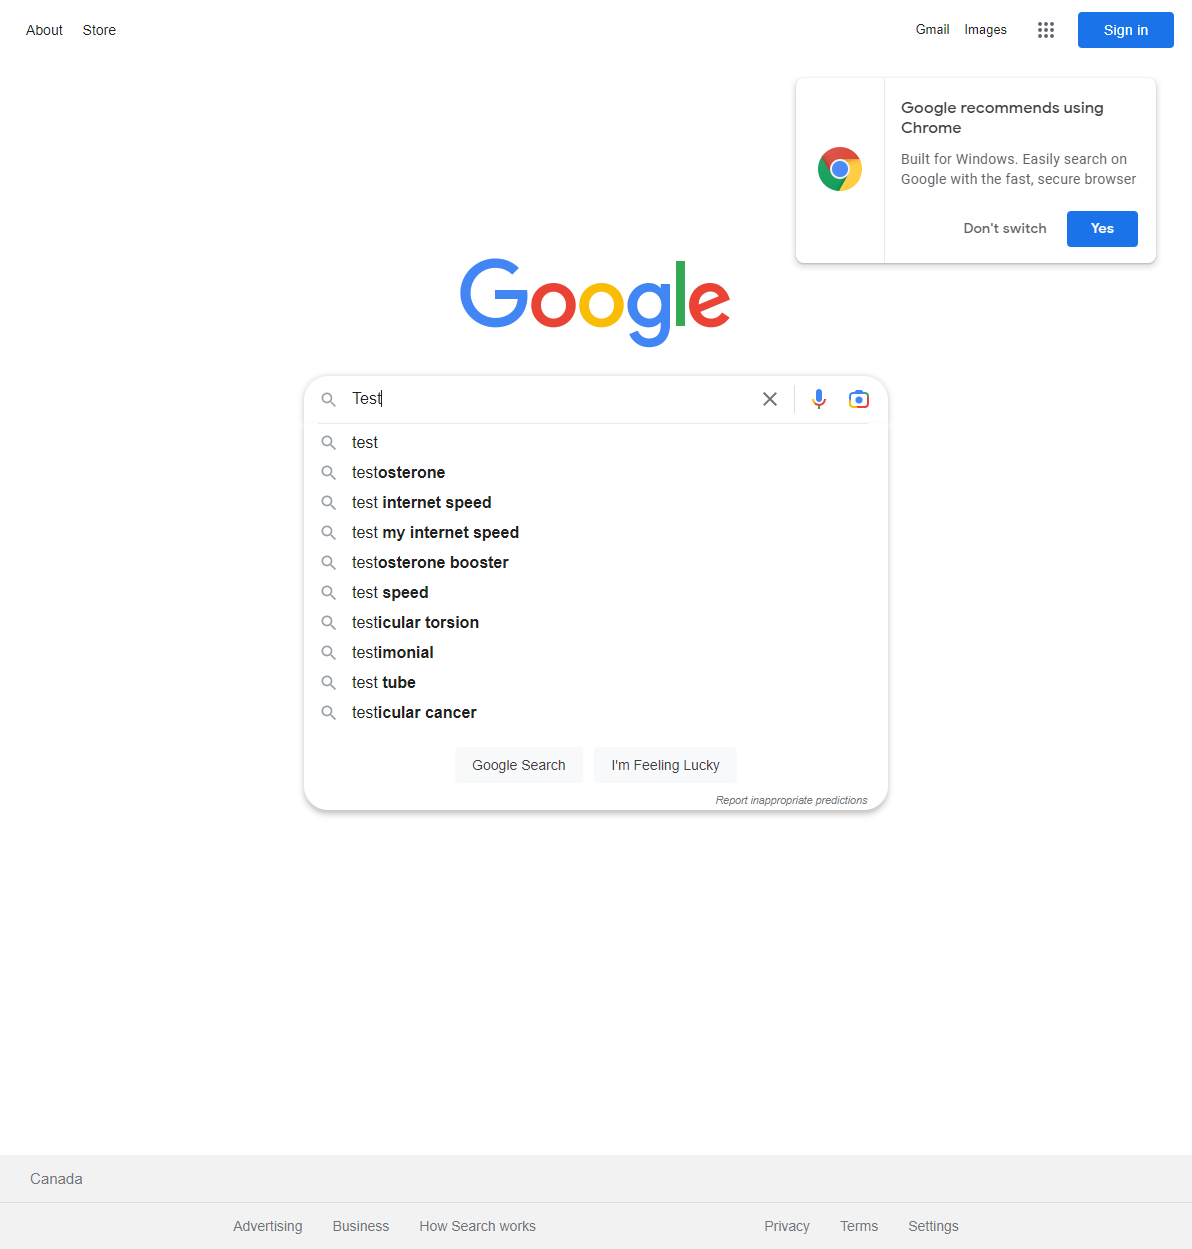 About Store Gmail Images Sign in
Google recommends using
Chrome
Built for Windows. Easily search on
Google with the fast, secure browser
Don't switch Yes
Google
Test
test
testosterone
test internet speed
test my internet speed
testosterone booster
test speed
testicular torsion
testimonial
test tube
testicular cancer
Google Search I'm Feeling Lucky
Report inappropriate predictions
Canada
Advertising Business How Search works Privacy Terms Settings